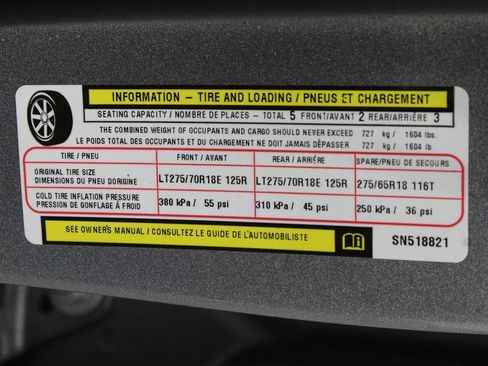 INFORMATION – TIRE AND LOADING / PNEUS ET CHARGEMENT
SEATING CAPACITY / NOMBRE DE PLACES – TOTAL 5 FRONT/AVANT 2 REAR/ARRIÈRE 3
THE COMBINED WEIGHT OF OCCUPANTS AND CARGO SHOULD NEVER EXCEED 727 kg / 1604 lbs.
LE POIDS TOTAL DES OCCUPANTS ET DU CHARGEMENT NE DOIT JAMAIS DÉPASSER 727 kg / 1604 lb.
TIRE / PNEU FRONT / AVANT REAR / ARRIÉRE SPARE/PNEU DE SECOURS
ORIGINAL TIRE SIZE
DIMENSIONS DU PNEU DORIGINE LT275/70R18E 125R LT275/70R18E 125R 275/65R18 116T
COLD TIRE INFLATION PRESSURE
PRESSION DE GONFLAGE À FROID 380 kPa / 55 psi 310 kPa / 45 psi 250 kPa / 36 psi
SEE OWNER'S MANUAL / CONSULTEZ LE GUIDE DE L'AUTOMOBILISTE
SN518821